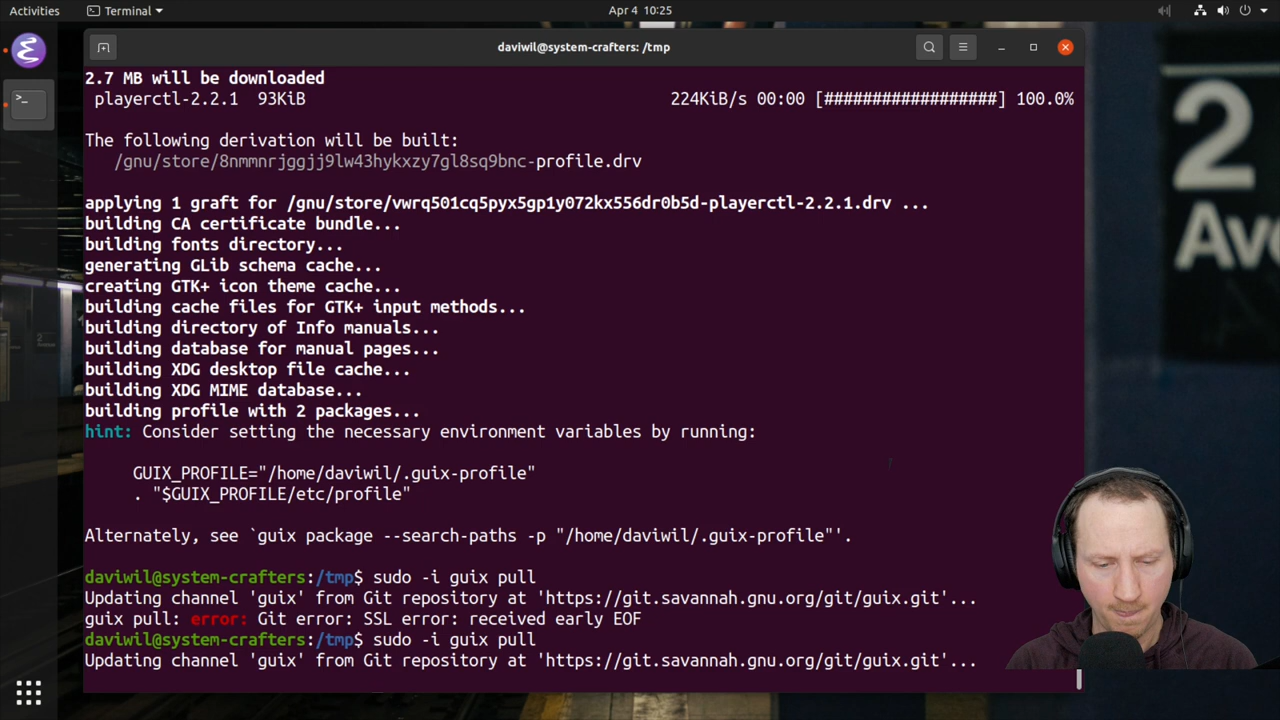 Activities
Terminal
Apr 4 10:25
daviwil@system-crafters: /tmp
2.7 MB will be downloaded
playerctl-2.2.1 93KiB 224KiB/s 00:00 [##################] 100.0%
The following derivation will be built:
/gnu/store/8nmmnrjggjj9lw43hykxzy7gl8sq9bnc-profile.drv
applying 1 graft for /gnu/store/vwrq501cq5pyx5gp1y072kx556dr0b5d-playerctl-2.2.1.drv ...
building CA certificate bundle...
building fonts directory...
generating GLib schema cache...
creating GTK+ icon theme cache...
building cache files for GTK+ input methods...
building directory of Info manuals...
building database for manual pages...
building XDG desktop file cache...
building XDG MIME database...
building profile with 2 packages...
hint: Consider setting the necessary environment variables by running:
GUIX_PROFILE="/home/daviwil/.guix-profile"
. "$GUIX_PROFILE/etc/profile"
Alternately, see `guix package --search-paths -p "/home/daviwil/.guix-profile"'.
daviwil@system-crafters:/tmp$ sudo -i guix pull
Updating channel 'guix' from Git repository at 'https://git.savannah.gnu.org/git/guix.git'...
guix pull: error: Git error: SSL error: received early EOF
daviwil@system-crafters:/tmp$ sudo -i guix pull
Updating channel 'guix' from Git repository at 'https://git.savannah.gnu.org/git/guix.git'...
2
Ave